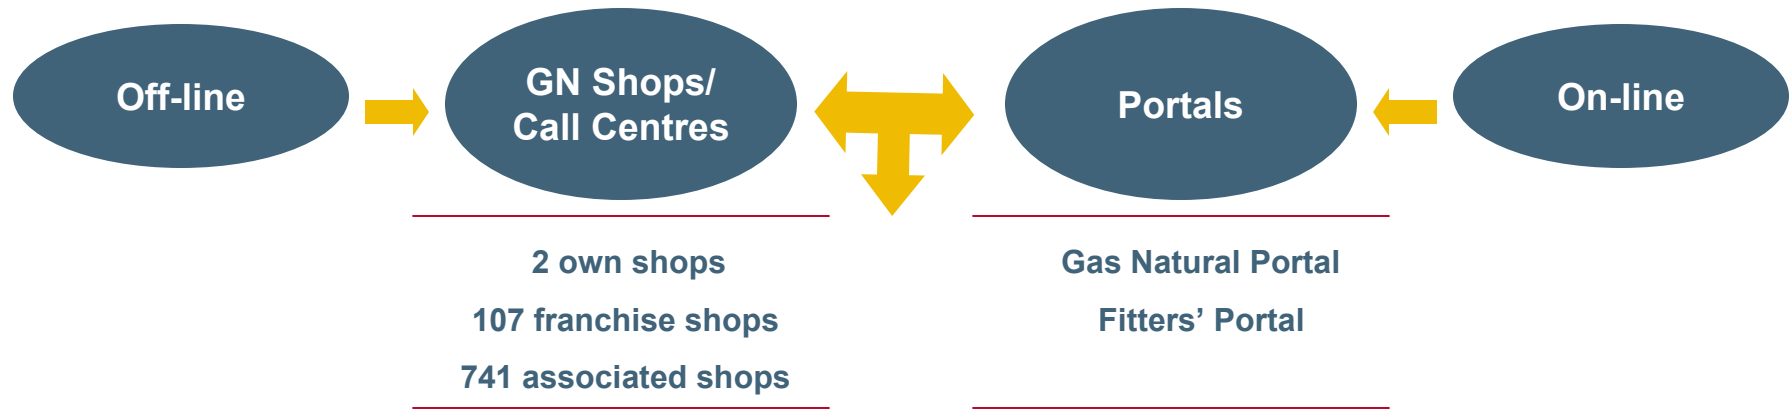 Off-line
GN Shops/
Call Centres
Portals
On-line
2 own shops
107 franchise shops
741 associated shops
Gas Natural Portal
Fitters’ Portal